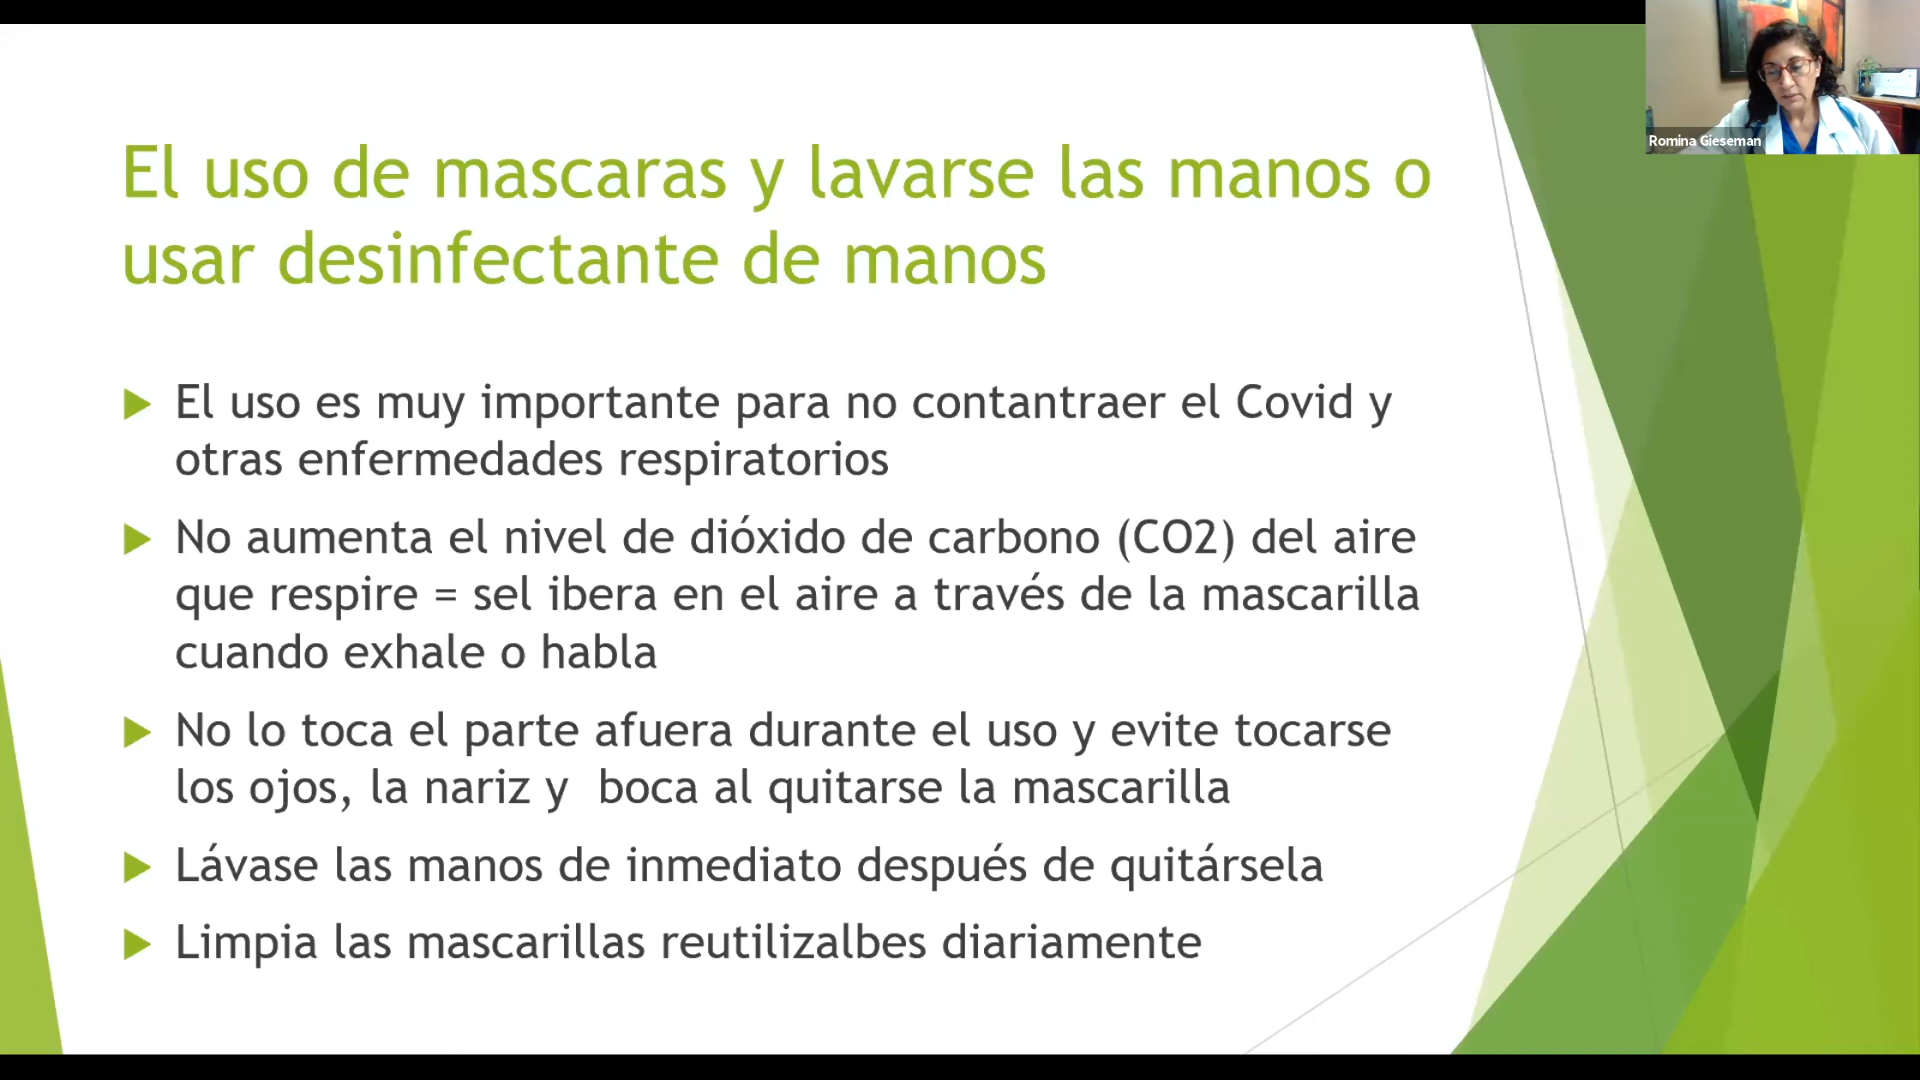 El uso de mascaras y lavarse las manos o
usar desinfectante de manos
El uso es muy importante para no contantraer el Covid y
otras enfermedades respiratorios
No aumenta el nivel de dióxido de carbono (CO2) del aire
que respire = sel ibera en el aire a través de la mascarilla
cuando exhale o habla
No lo toca el parte afuera durante el uso y evite tocarse
los ojos, la nariz y  boca al quitarse la mascarilla
Lávase las manos de inmediato después de quitársela
Limpia las mascarillas reutilizalbes diariamente
Romina Gieseman